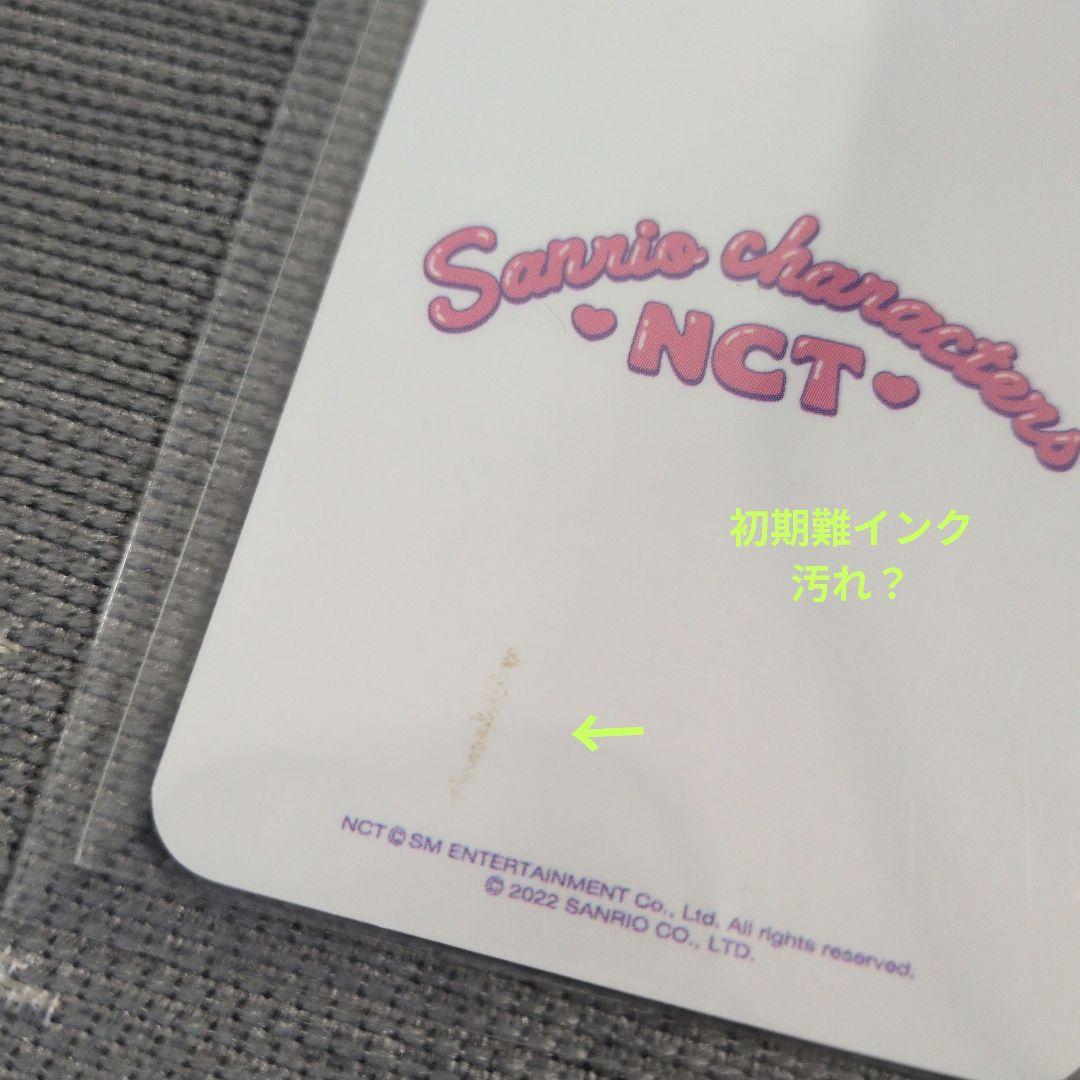 Sanrio characters
NCT
初期難インク
汚れ？
←
NCT © SM ENTERTAINMENT Co., Ltd. All rights reserved.
© 2022 SANRIO CO., LTD.